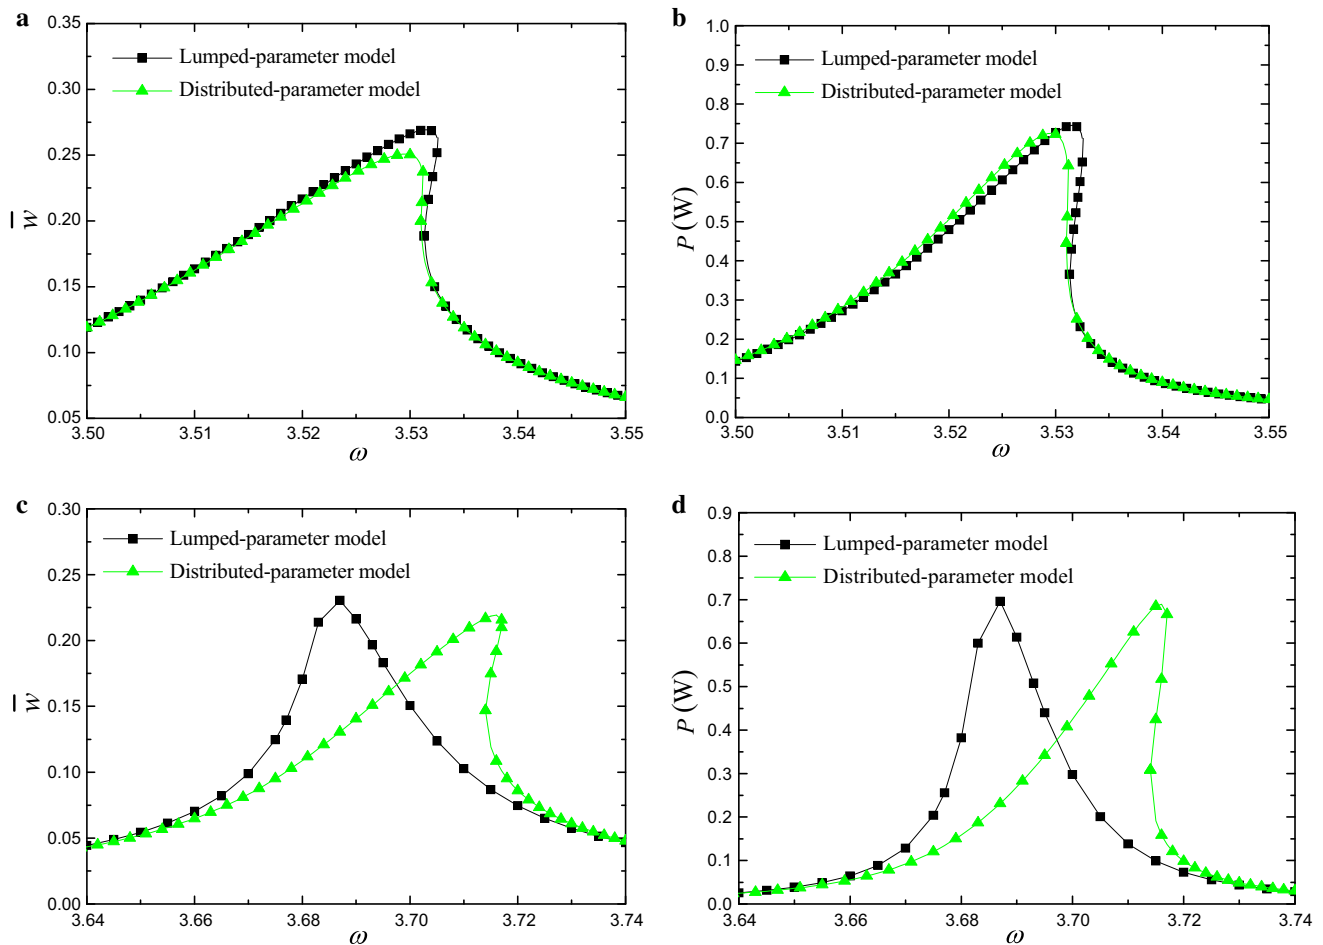 a
0.35
0.30
0.25
0.20
0.15
0.10
0.05
w̅
Lumped-parameter model
Distributed-parameter model
3.50 3.51 3.52 3.53 3.54 3.55
ω
b
1.0
0.9
0.8
0.7
0.6
0.5
0.4
0.3
0.2
0.1
0.0
P (W)
Lumped-parameter model
Distributed-parameter model
3.50 3.51 3.52 3.53 3.54 3.55
ω
c
0.30
0.25
0.20
0.15
0.10
0.05
0.00
w̅
Lumped-parameter model
Distributed-parameter model
3.64 3.66 3.68 3.70 3.72 3.74
ω
d
0.9
0.8
0.7
0.6
0.5
0.4
0.3
0.2
0.1
0.0
P (W)
Lumped-parameter model
Distributed-parameter model
3.64 3.66 3.68 3.70 3.72 3.74
ω